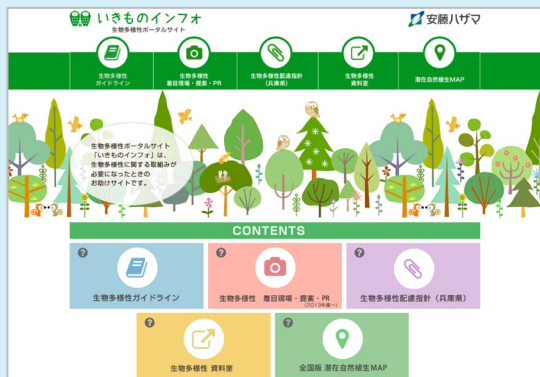 いきものインフォ
生物多様性ポータルサイト
安藤ハザマ
生物多様性
ガイドライン
生物多様性
着目現場・提案・PR
生物多様性配慮指針
(兵庫県)
生物多様性
資料室
潜在自然植生MAP
生物多様性ポータルサイト
「いきものインフォ」は、
生物多様性に関する取組みが
必要になったときの
お助けサイトです。
CONTENTS
?
生物多様性ガイドライン
?
生物多様性 着目現場・提案・PR
(2013年度〜)
?
生物多様性配慮指針（兵庫県）
?
生物多様性 資料室
?
全国版 潜在自然植生MAP